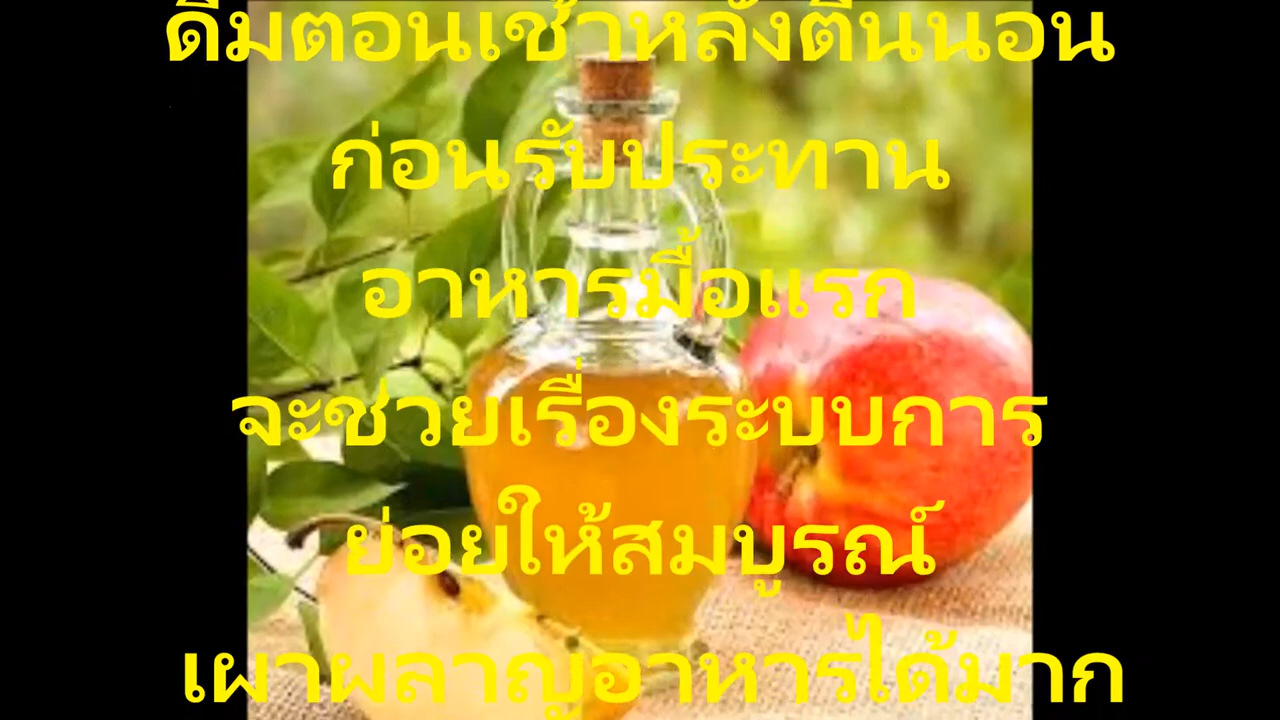 ดื่มตอนเช้าหลังตื่นนอน
ก่อนรับประทาน
อาหารมื้อแรก
จะช่วยเรื่องระบบการ
ย่อยให้สมบูรณ์
เผาผลาญอาหารได้มาก